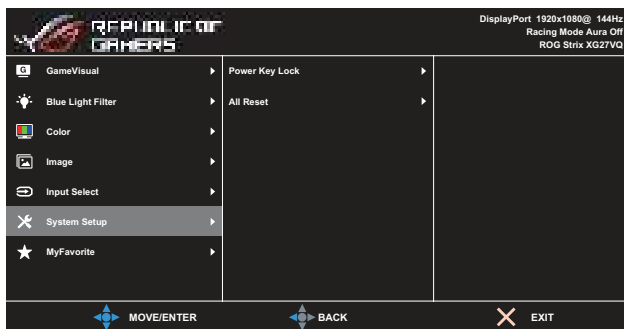 REPUBLIC OF
GAMERS
DisplayPort 1920x1080@ 144Hz
Racing Mode Aura Off
ROG Strix XG27VQ
G GameVisual
Blue Light Filter
Color
Image
Input Select
System Setup
MyFavorite
Power Key Lock
All Reset
MOVE/ENTER
BACK
EXIT